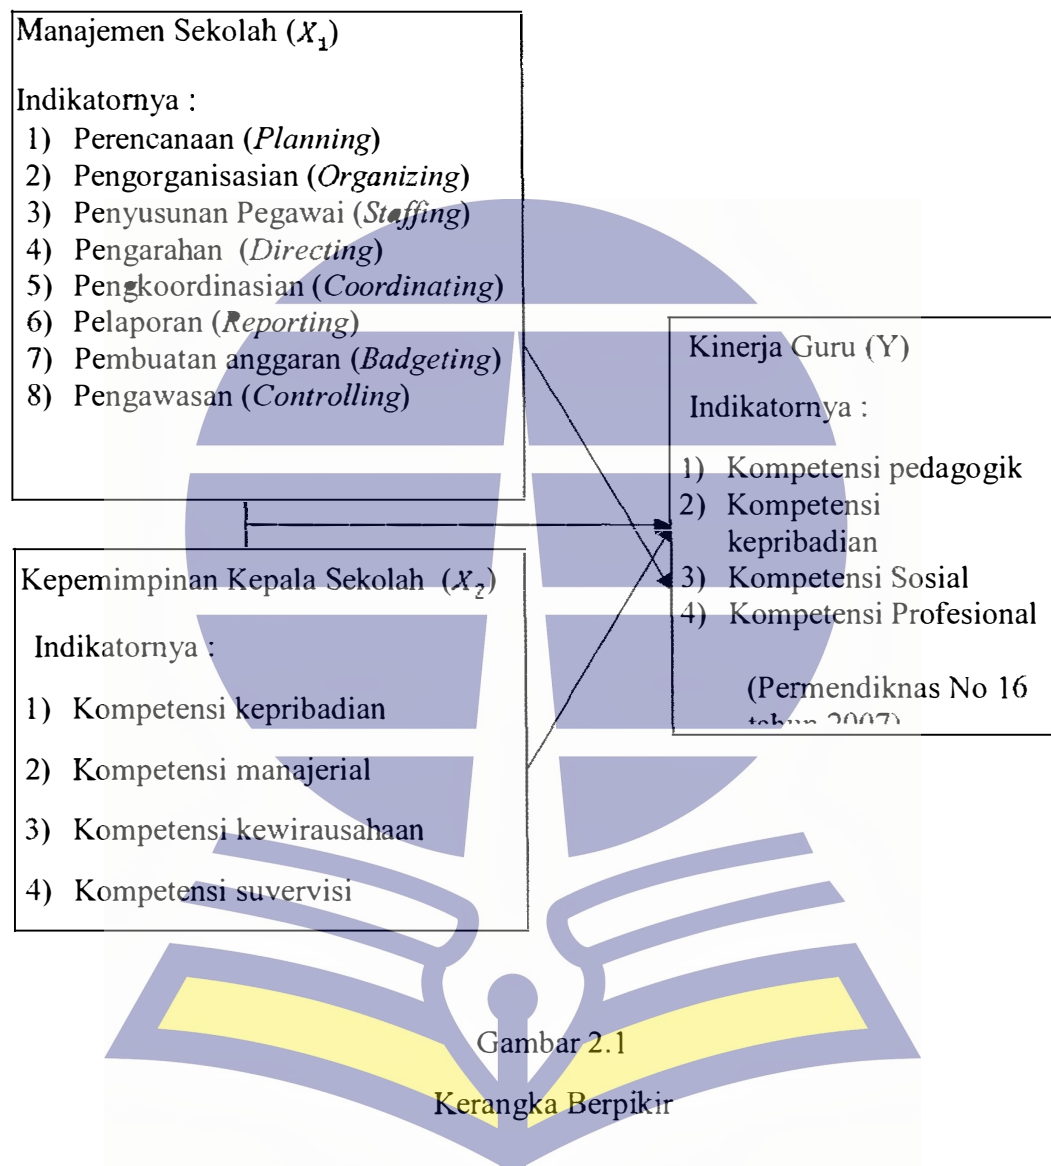 Manajemen Sekolah (X₁)
Indikatornya :
1) Perencanaan (Planning)
2) Pengorganisasian (Organizing)
3) Penyusunan Pegawai (Staffing)
4) Pengarahan (Directing)
5) Pengkoordinasian (Coordinating)
6) Pelaporan (Reporting)
7) Pembuatan anggaran (Badgeting)
8) Pengawasan (Controlling)
Kepemimpinan Kepala Sekolah (X₂)
Indikatornya :
1) Kompetensi kepribadian
2) Kompetensi manajerial
3) Kompetensi kewirausahaan
4) Kompetensi suvervisi
Kinerja Guru (Y)
Indikatornya :
1) Kompetensi pedagogik
2) Kompetensi
kepribadian
3) Kompetensi Sosial
4) Kompetensi Profesional
(Permendiknas No 16
tahun 2007)
Gambar 2.1
Kerangka Berpikir